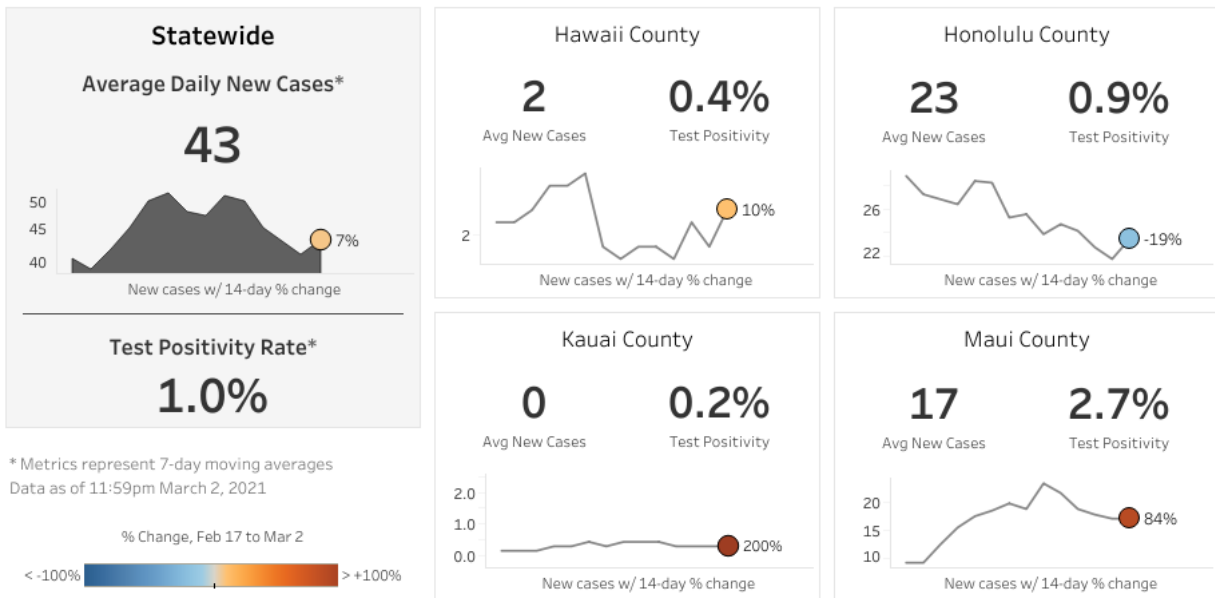 Statewide
Average Daily New Cases*
43
50
45
40
7%
New cases w/ 14-day % change
Test Positivity Rate*
1.0%
* Metrics represent 7-day moving averages
Data as of 11:59pm March 2, 2021
% Change, Feb 17 to Mar 2
< -100%
> +100%
Hawaii County
2
0.4%
Avg New Cases
Test Positivity
2
10%
New cases w/ 14-day % change
Honolulu County
23
0.9%
Avg New Cases
Test Positivity
26
22
-19%
New cases w/ 14-day % change
Kauai County
0
0.2%
Avg New Cases
Test Positivity
2.0
1.0
0.0
200%
New cases w/ 14-day % change
Maui County
17
2.7%
Avg New Cases
Test Positivity
20
15
10
84%
New cases w/ 14-day % change